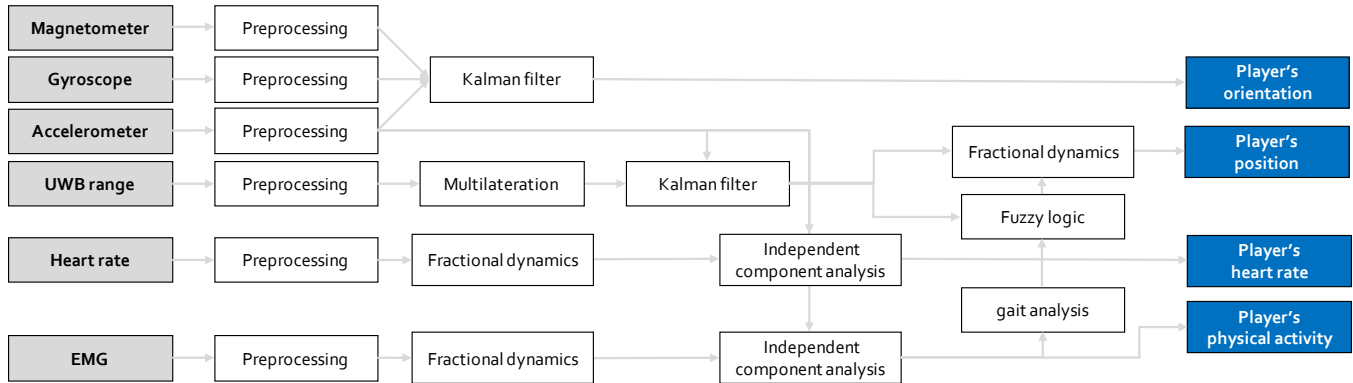 Magnetometer
Preprocessing
Gyroscope
Preprocessing
Kalman filter
Player's
orientation
Accelerometer
Preprocessing
UWB range
Preprocessing
Multilateration
Kalman filter
Fractional dynamics
Player's
position
Fuzzy logic
Heart rate
Preprocessing
Fractional dynamics
Independent
component analysis
Player's
heart rate
gait analysis
EMG
Preprocessing
Fractional dynamics
Independent
component analysis
Player's
physical activity